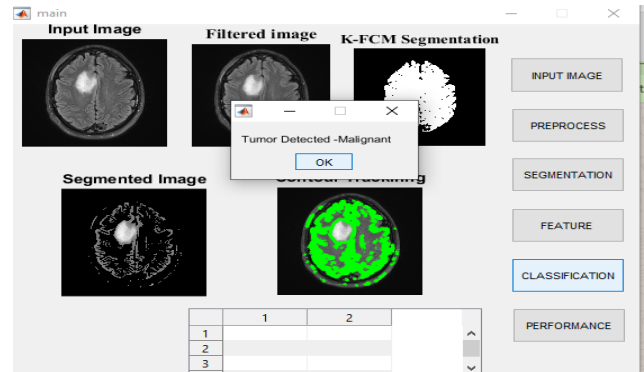 main
Input Image
Filtered image
K-FCM Segmentation
INPUT IMAGE
PREPROCESS
Tumor Detected -Malignant
OK
SEGMENTATION
Segmented Image
FEATURE
CLASSIFICATION
PERFORMANCE
1 2
1
2
3